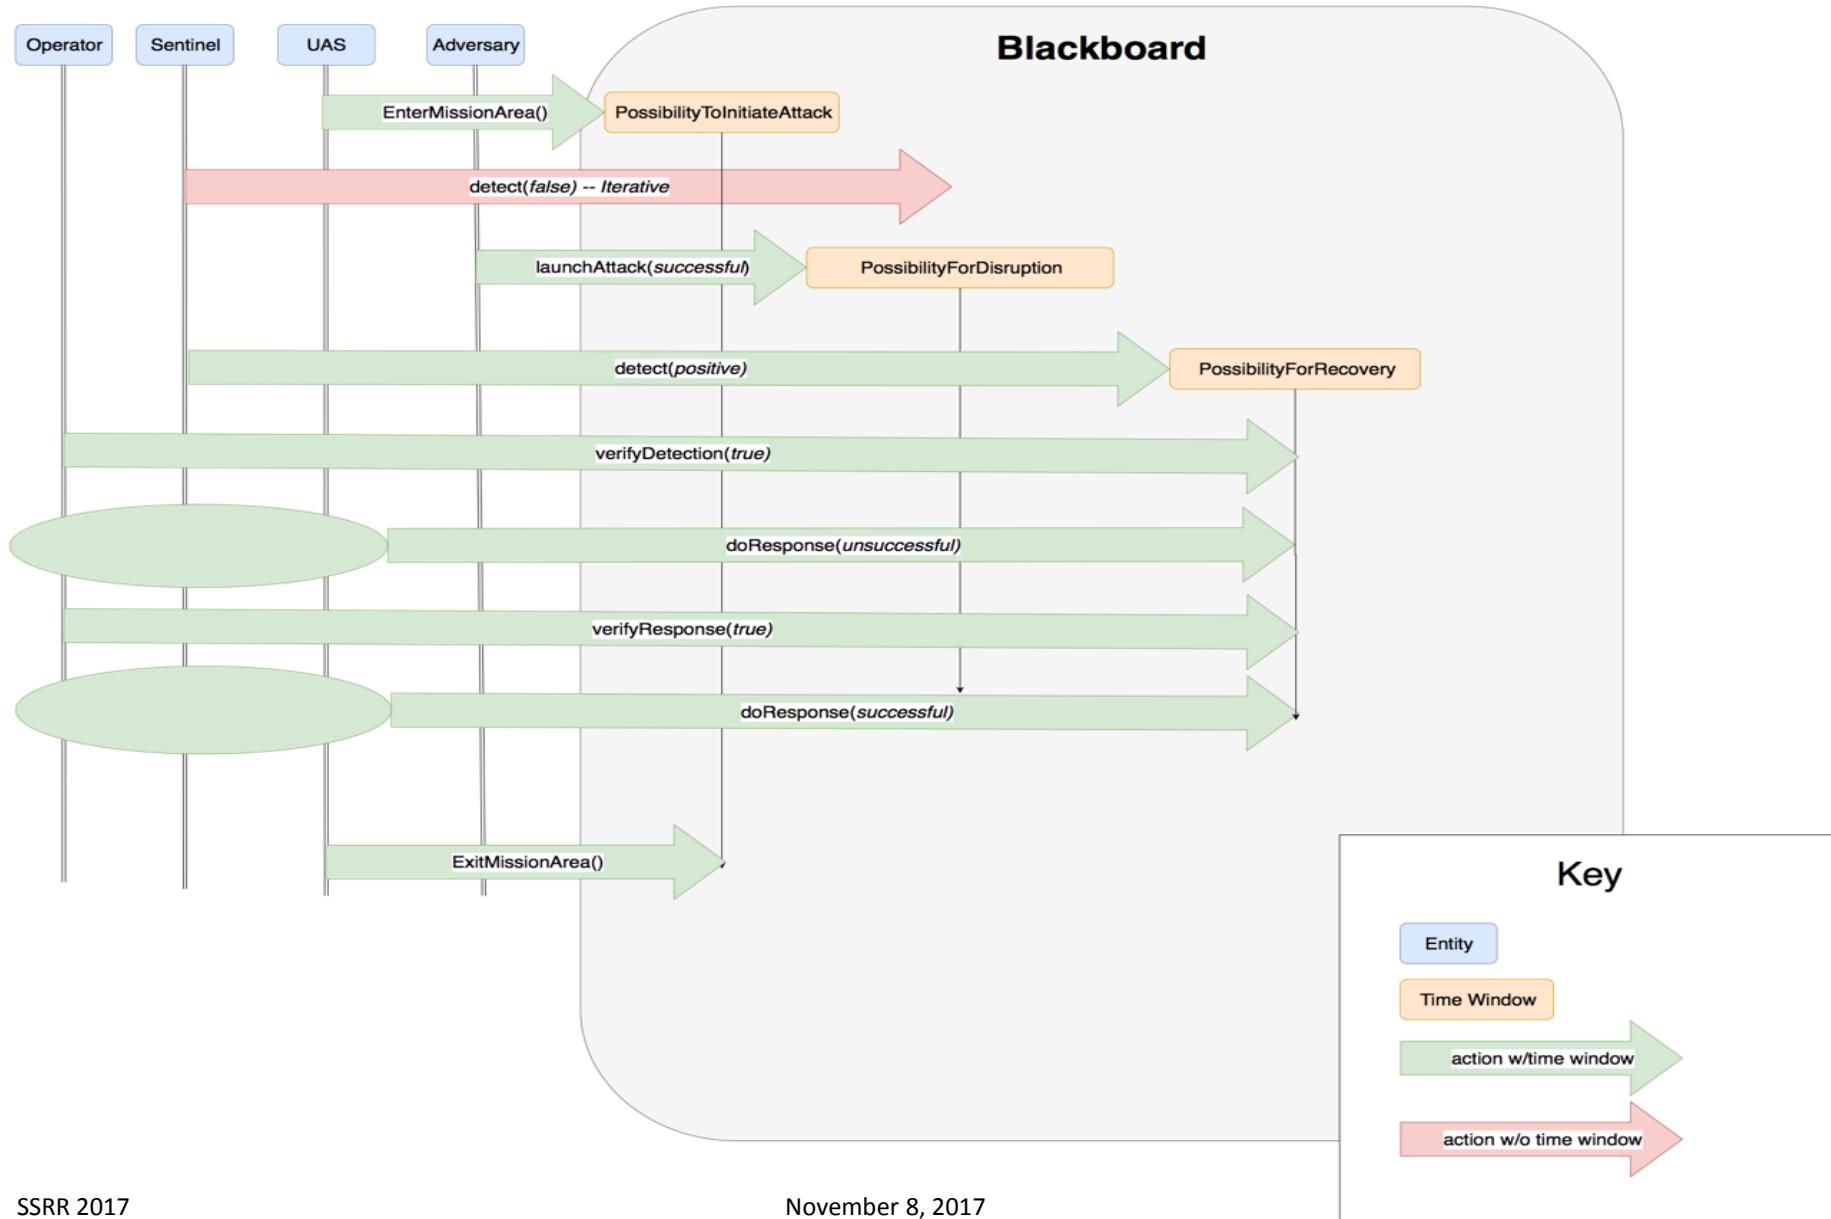 Operator
Sentinel
UAS
Adversary
Blackboard
EnterMissionArea()
PossibilityToInitiateAttack
detect(false) -- Iterative
launchAttack(successful)
PossibilityForDisruption
detect(positive)
PossibilityForRecovery
verifyDetection(true)
doResponse(unsuccessful)
verifyResponse(true)
doResponse(successful)
ExitMissionArea()
Key
Entity
Time Window
action w/time window
action w/o time window
SSRR 2017
November 8, 2017